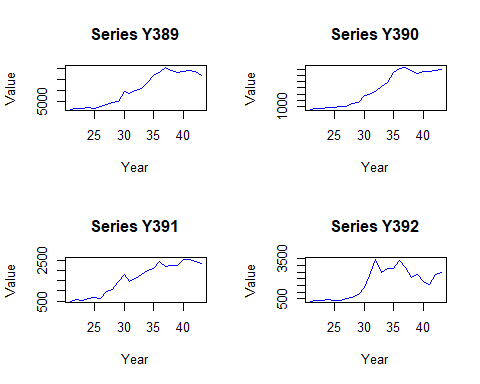 Series Y389
Series Y390
Value
5000
25
30
35
40
Year
Value
1000
25
30
35
40
Year
Series Y391
Series Y392
Value
500
2500
25
30
35
40
Year
Value
500
3500
25
30
35
40
Year